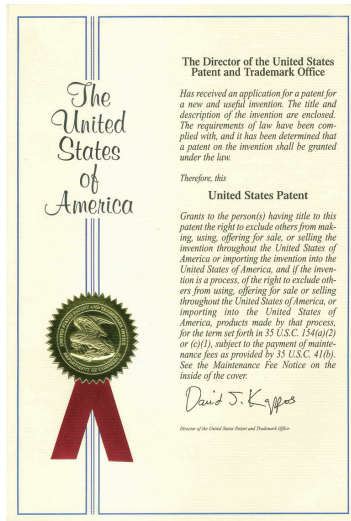 The
United
States
of
America
The Director of the United States
Patent and Trademark Office
Has received an application for a patent for
a new and useful invention. The title and
description of the invention are enclosed.
The requirements of law have been com-
plied with, and it has been determined that
a patent on the invention shall be granted
under the law.
Therefore, this
United States Patent
Grants to the person(s) having title to this
patent the right to exclude others from mak-
ing, using, offering for sale, or selling the
invention throughout the United States of
America or importing the invention into the
United States of America, and if the inven-
tion is a process, of the right to exclude oth-
ers from using, offering for sale or selling
throughout the United States of America, or
importing into the United States of
America, products made by that process,
for the term set forth in 35 U.S.C. 154(a)(2)
or (c)(1), subject to the payment of mainte-
nance fees as provided by 35 U.S.C. 41(b).
See the Maintenance Fee Notice on the
inside of the cover.
David J. Kappos
Director of the United States Patent and Trademark Office